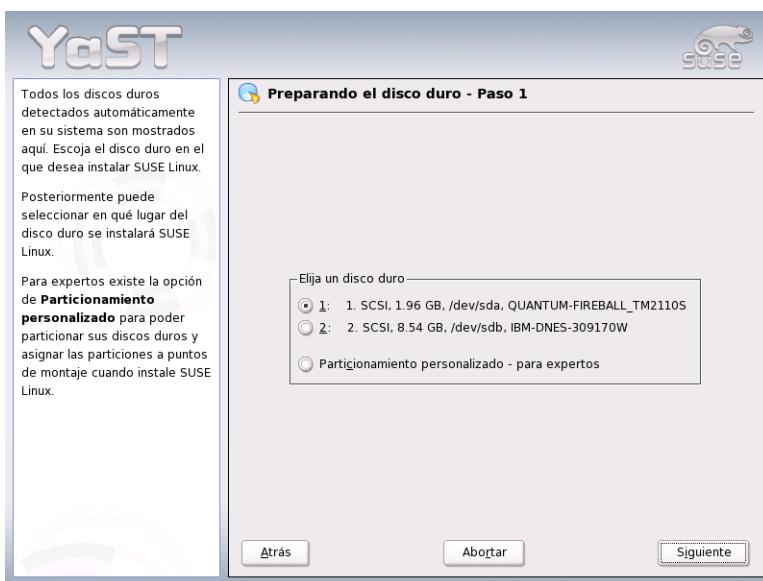 YaST
SUSE
Todos los discos duros
detectados automáticamente
en su sistema son mostrados
aquí. Escoja el disco duro en el
que desea instalar SUSE Linux.
Posteriormente puede
seleccionar en qué lugar del
disco duro se instalará SUSE
Linux.
Para expertos existe la opción
de Particionamiento
personalizado para poder
particionar sus discos duros y
asignar las particiones a puntos
de montaje cuando instale SUSE
Linux.
Preparando el disco duro - Paso 1
Elija un disco duro
1: 1. SCSI, 1.96 GB, /dev/sda, QUANTUM-FIREBALL_TM2110S
2: 2. SCSI, 8.54 GB, /dev/sdb, IBM-DNES-309170W
Particionamiento personalizado - para expertos
Atrás
Abortar
Siguiente